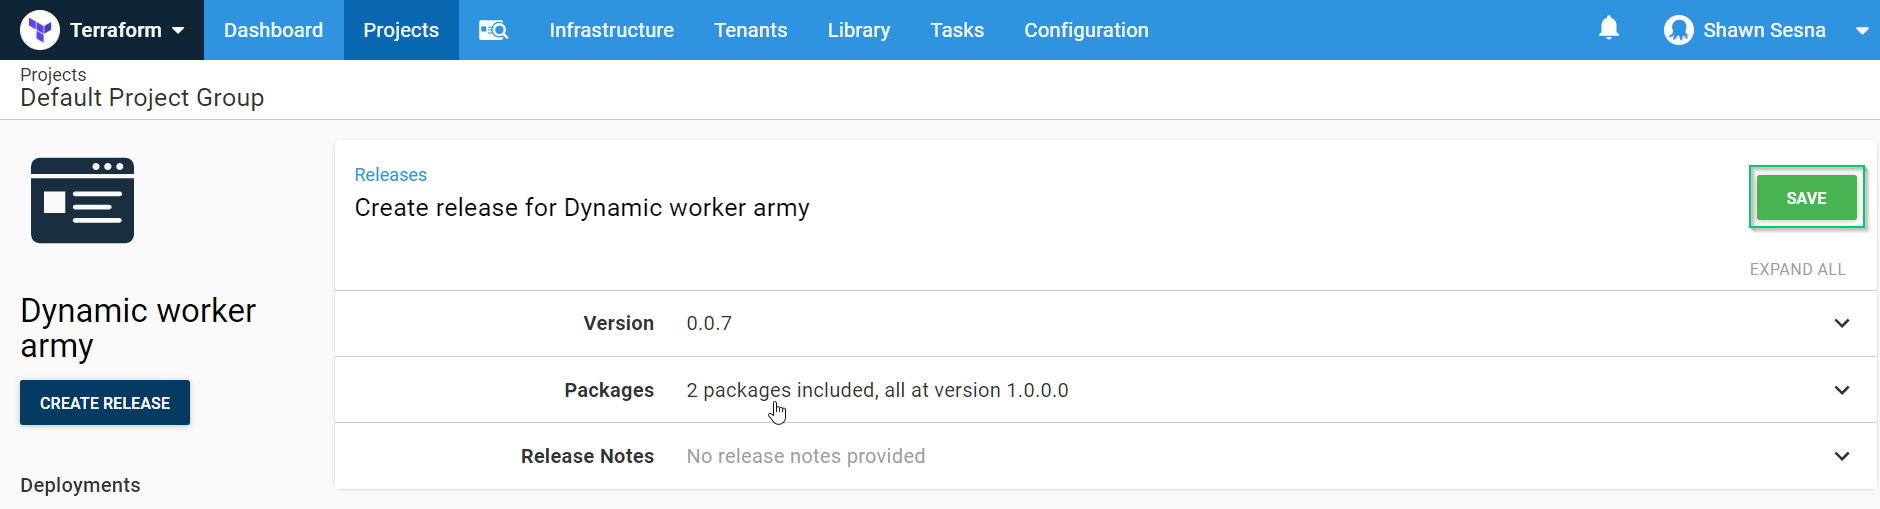 Terraform Dashboard Projects Infrastructure Tenants Library Tasks Configuration Shawn Sesna
Projects
Default Project Group
Releases
Create release for Dynamic worker army
SAVE
EXPAND ALL
Dynamic worker
army
CREATE RELEASE
Deployments
Version 0.0.7
Packages 2 packages included, all at version 1.0.0.0
Release Notes No release notes provided